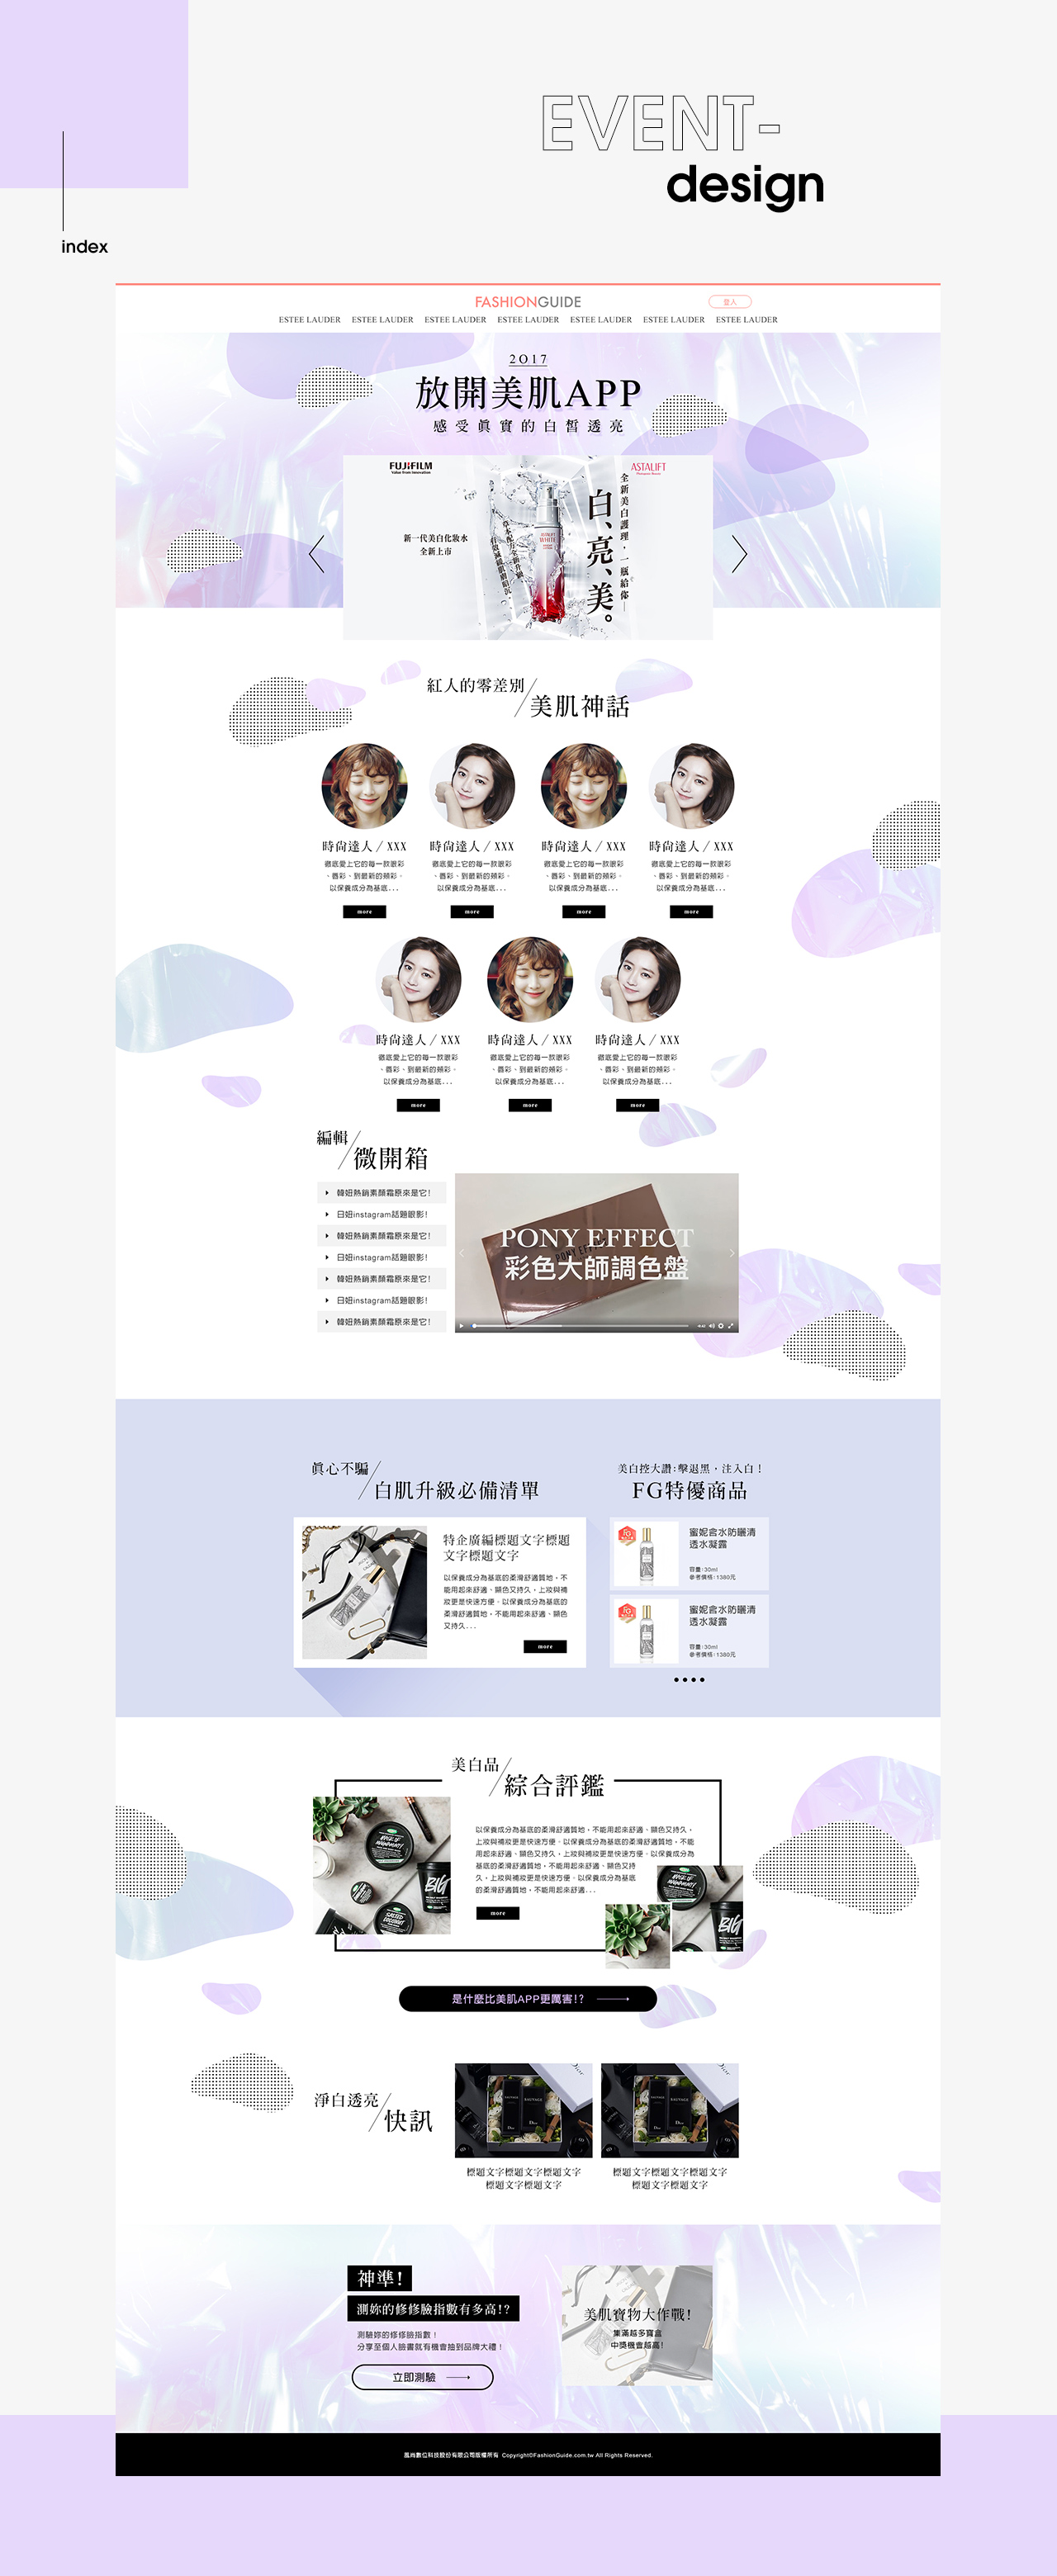 EVENT-
design
index
FASHIONGUIDE
登入
ESTEE LAUDER ESTEE LAUDER ESTEE LAUDER ESTEE LAUDER ESTEE LAUDER ESTEE LAUDER ESTEE LAUDER
2017
放開美肌APP
感受真實的白皙透亮
FUJIFILM
Value from Innovation
ASTALIFT
新一代美白化妝水
全新上市
全新美白護理，一瓶給你
白、亮、美。
紅人的零差別
美肌神話
時尚達人 / XXX
徹底愛上它的每一款眼彩
、唇彩、到最新的頰彩。
以保養成分為基底...
more
時尚達人 / XXX
徹底愛上它的每一款眼彩
、唇彩、到最新的頰彩。
以保養成分為基底...
more
時尚達人 / XXX
徹底愛上它的每一款眼彩
、唇彩、到最新的頰彩。
以保養成分為基底...
more
時尚達人 / XXX
徹底愛上它的每一款眼彩
、唇彩、到最新的頰彩。
以保養成分為基底...
more
時尚達人 / XXX
徹底愛上它的每一款眼彩
、唇彩、到最新的頰彩。
以保養成分為基底...
more
時尚達人 / XXX
徹底愛上它的每一款眼彩
、唇彩、到最新的頰彩。
以保養成分為基底...
more
時尚達人 / XXX
徹底愛上它的每一款眼彩
、唇彩、到最新的頰彩。
以保養成分為基底...
more
編輯
微開箱
韓妞熱銷素顏霜原來是它！
日妞instagram話題眼影！
韓妞熱銷素顏霜原來是它！
日妞instagram話題眼影！
韓妞熱銷素顏霜原來是它！
日妞instagram話題眼影！
韓妞熱銷素顏霜原來是它！
PONY EFFECT
彩色大師調色盤
真心不騙
白肌升級必備清單
特企廣編標題文字標題
文字標題文字
以保養成分為基底的柔滑舒適質地，不
能用起來舒適、顯色又持久，上妝與補
妝更是快速方便。以保養成分為基底的
柔滑舒適質地，不能用起來舒適、顯色
又持久...
more
美白控大讚：擊退黑，注入白！
FG特優商品
蜜妮含水防曬清
透水凝露
容量：30ml
參考價格：1380元
蜜妮含水防曬清
透水凝露
容量：30ml
參考價格：1380元
美白品
綜合評鑑
以保養成分為基底的柔滑舒適質地，不能用起來舒適、顯色又持久，
上妝與補妝更是快速方便。以保養成分為基底的柔滑舒適質地，不能
用起來舒適、顯色又持久，上妝與補妝更是快速方便。以保養成分為
基底的柔滑舒適質地，不能用起來舒適、顯色又持
久，上妝與補妝更是快速方便。以保養成分為基底
的柔滑舒適質地，不能用起來舒適...
more
BIG
BIG
是什麼比美肌APP更厲害！？
淨白透亮
快訊
標題文字標題文字標題文字
標題文字標題文字
標題文字標題文字標題文字
標題文字標題文字
神準！
測妳的修修臉指數有多高！？
測驗妳的修修臉指數！
分享至個人臉書就有機會抽到品牌大禮！
立即測驗
美肌寶物大作戰！
集滿越多寶盒
中獎機會越高！
風尚數位科技股份有限公司版權所有 Copyright©FashionGuide.com.tw All Rights Reserved.